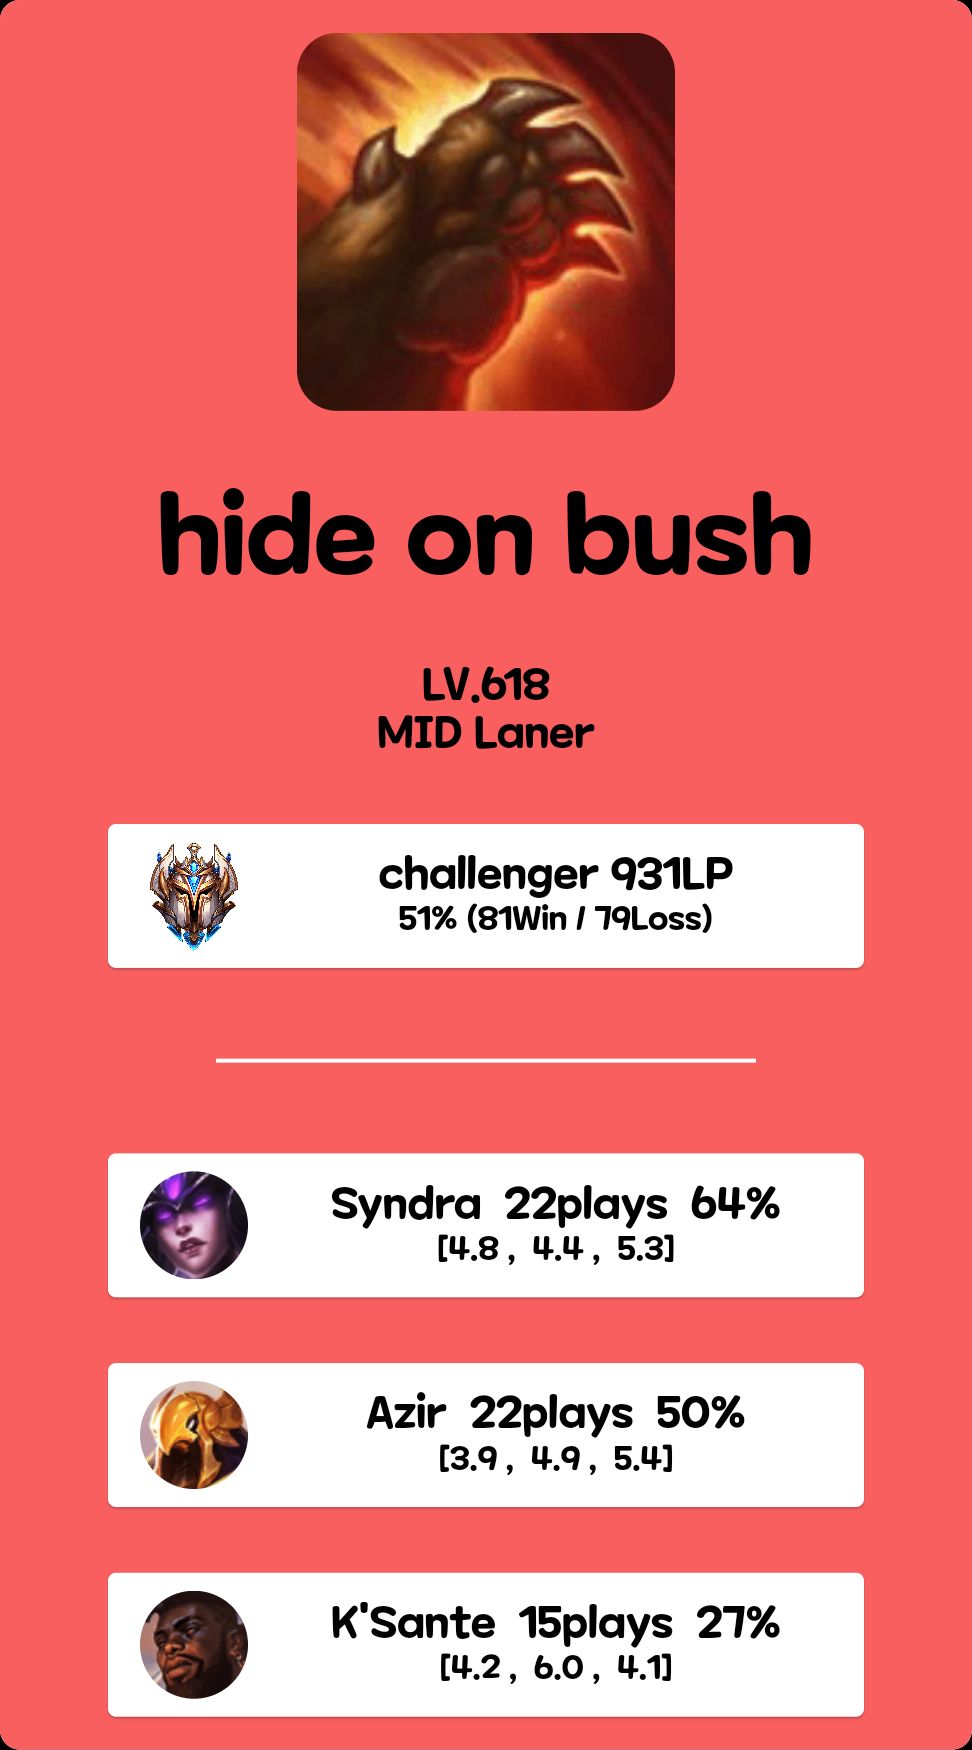 hide on bush
LV.618
MID Laner
challenger 931LP
51% (81Win / 79Loss)
Syndra 22plays 64%
[4.8 , 4.4 , 5.3]
Azir 22plays 50%
[3.9 , 4.9 , 5.4]
K'Sante 15plays 27%
[4.2 , 6.0 , 4.1]